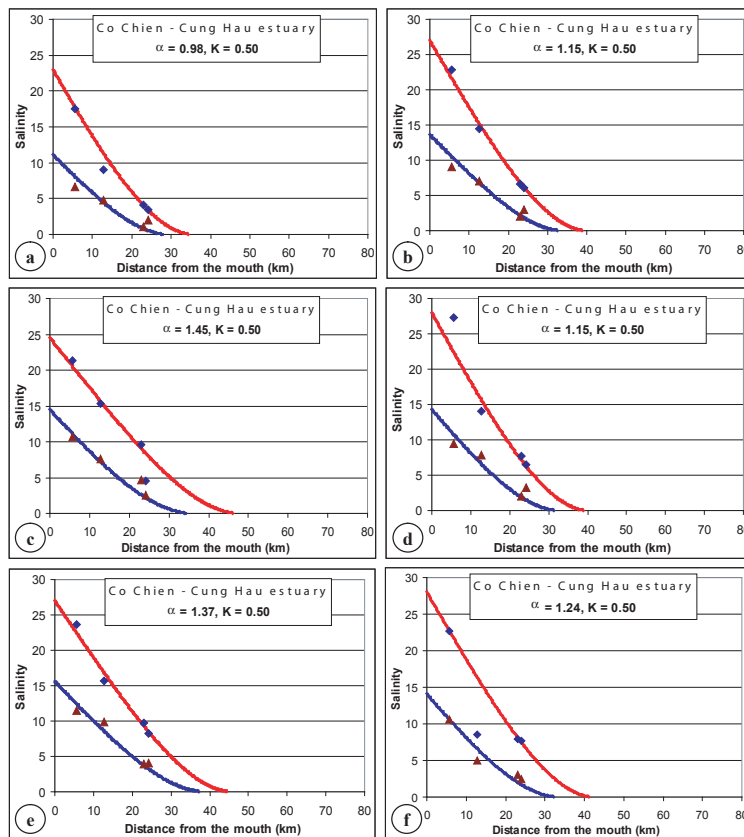 Co Chien - Cung Hau estuary
α = 0.98, K = 0.50
30
25
20
15
10
5
0
Salinity
0 10 20 30 40 50 60 70 80
Distance from the mouth (km)
a
Co Chien - Cung Hau estuary
α = 1.15, K = 0.50
30
25
20
15
10
5
0
Salinity
0 10 20 30 40 50 60 70 80
Distance from the mouth (km)
b
Co Chien - Cung Hau estuary
α = 1.45, K = 0.50
30
25
20
15
10
5
0
Salinity
0 10 20 30 40 50 60 70 80
Distance from the mouth (km)
c
Co Chien - Cung Hau estuary
α = 1.15, K = 0.50
30
25
20
15
10
5
0
Salinity
0 10 20 30 40 50 60 70 80
Distance from the mouth (km)
d
Co Chien - Cung Hau estuary
α = 1.37, K = 0.50
30
25
20
15
10
5
0
Salinity
0 10 20 30 40 50 60 70 80
Distance from the mouth (km)
e
Co Chien - Cung Hau estuary
α = 1.24, K = 0.50
30
25
20
15
10
5
0
Salinity
0 10 20 30 40 50 60 70 80
Distance from the mouth (km)
f